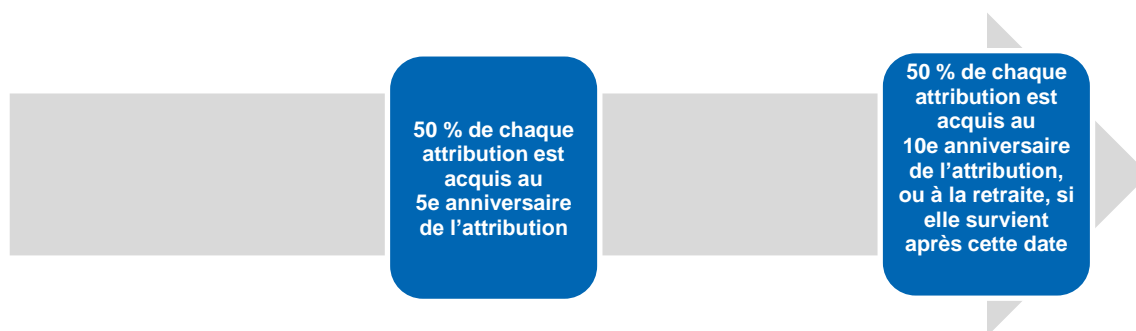 50 % de chaque
attribution est
acquis au
5e anniversaire
de l’attribution
50 % de chaque
attribution est
acquis au
10e anniversaire
de l’attribution,
ou à la retraite, si
elle survient
après cette date